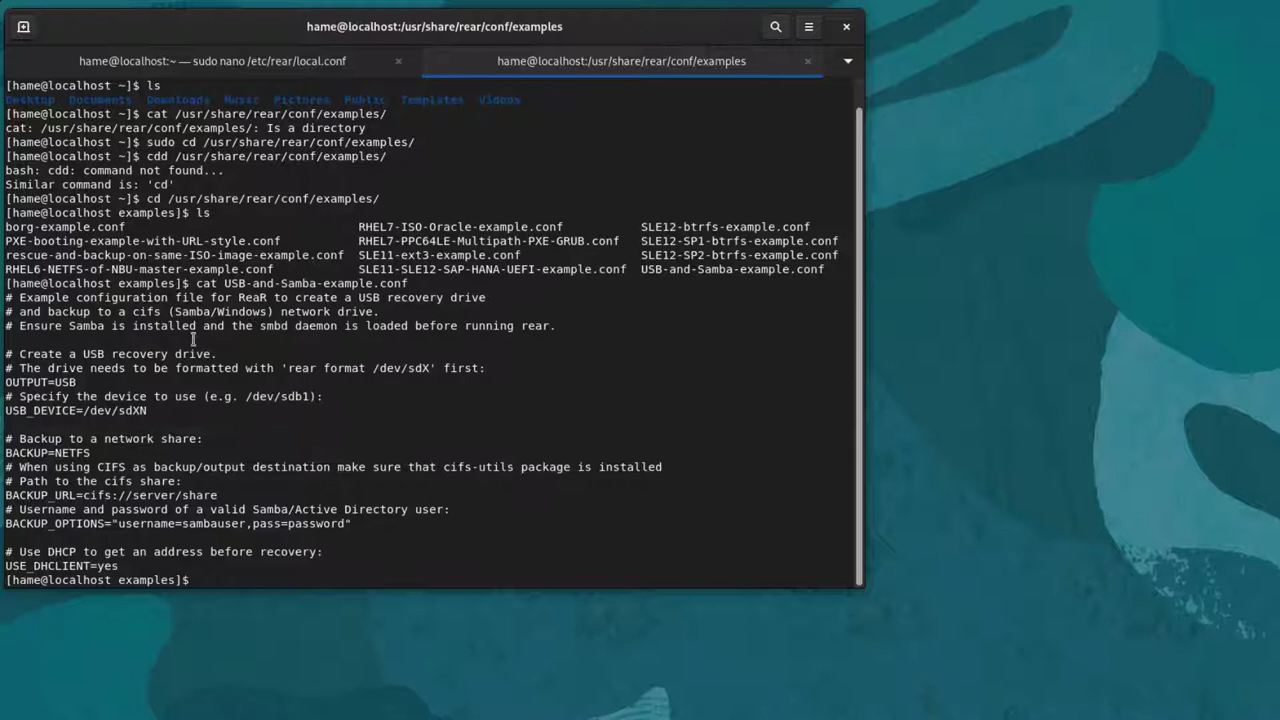 hame@localhost:/usr/share/rear/conf/examples
hame@localhost:~ — sudo nano /etc/rear/local.conf
hame@localhost:/usr/share/rear/conf/examples
[hame@localhost ~]$ ls
Desktop Documents Downloads Music Pictures Public Templates Videos
[hame@localhost ~]$ cat /usr/share/rear/conf/examples/
cat: /usr/share/rear/conf/examples/: Is a directory
[hame@localhost ~]$ sudo cd /usr/share/rear/conf/examples/
[hame@localhost ~]$ cdd /usr/share/rear/conf/examples/
bash: cdd: command not found...
Similar command is: 'cd'
[hame@localhost ~]$ cd /usr/share/rear/conf/examples/
[hame@localhost examples]$ ls
borg-example.conf RHEL7-ISO-Oracle-example.conf SLE12-btrfs-example.conf
PXE-booting-example-with-URL-style.conf RHEL7-PPC64LE-Multipath-PXE-GRUB.conf SLE12-SP1-btrfs-example.conf
rescue-and-backup-on-same-ISO-image-example.conf SLE11-ext3-example.conf SLE12-SP2-btrfs-example.conf
RHEL6-NETFS-of-NBU-master-example.conf SLE11-SLE12-SAP-HANA-UEFI-example.conf USB-and-Samba-example.conf
[hame@localhost examples]$ cat USB-and-Samba-example.conf
# Example configuration file for ReaR to create a USB recovery drive
# and backup to a cifs (Samba/Windows) network drive.
# Ensure Samba is installed and the smbd daemon is loaded before running rear.
# Create a USB recovery drive.
# The drive needs to be formatted with 'rear format /dev/sdX' first:
OUTPUT=USB
# Specify the device to use (e.g. /dev/sdb1):
USB_DEVICE=/dev/sdXN
# Backup to a network share:
BACKUP=NETFS
# When using CIFS as backup/output destination make sure that cifs-utils package is installed
# Path to the cifs share:
BACKUP_URL=cifs://server/share
# Username and password of a valid Samba/Active Directory user:
BACKUP_OPTIONS="username=sambauser,pass=password"
# Use DHCP to get an address before recovery:
USE_DHCLIENT=yes
[hame@localhost examples]$